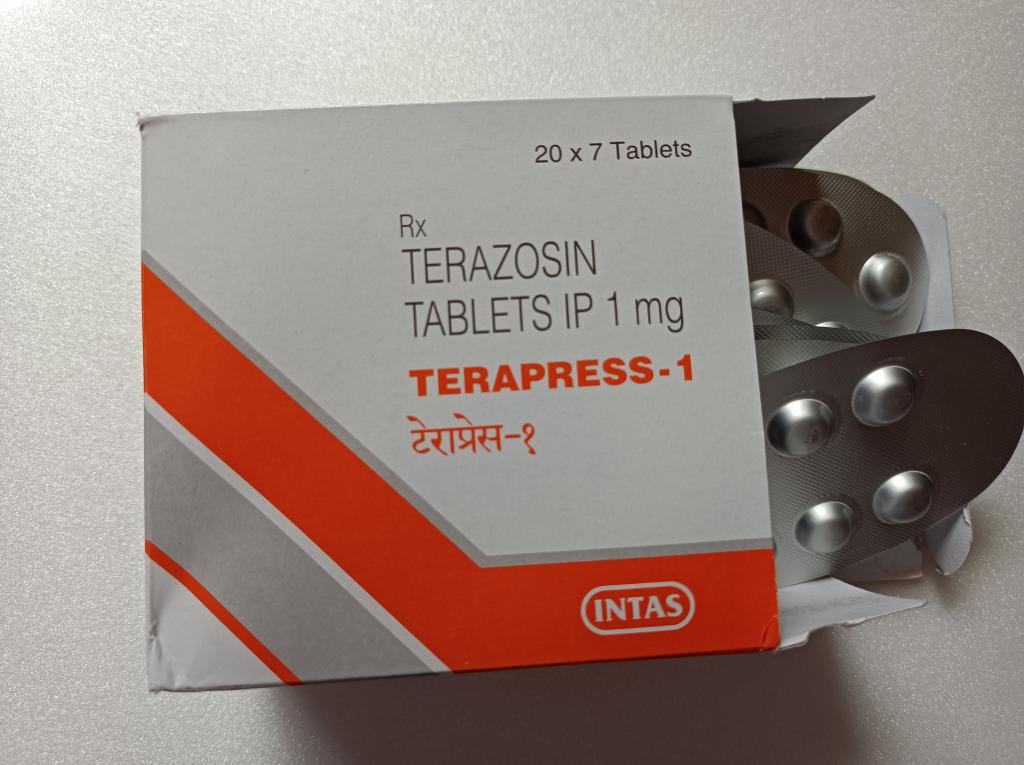 20 x 7 Tablets
Rx
TERAZOSIN
TABLETS IP 1 mg
TERAPRESS-1
टेराप्रेस-१
INTAS